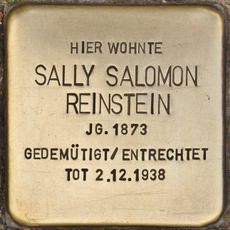 HIER WOHNTE
SALLY SALOMON
REINSTEIN
JG. 1873
GEDEMÜTIGT/ENTRECHTET
TOT 2.12.1938